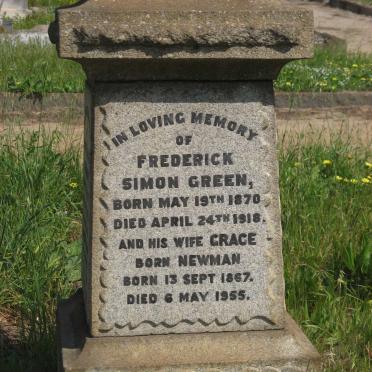 IN LOVING MEMORY
OF
FREDERICK
SIMON GREEN,
BORN MAY 19TH 1870
DIED APRIL 24TH 1918.
AND HIS WIFE GRACE
BORN NEWMAN
BORN 13 SEPT 1867.
DIED 6 MAY 1955.